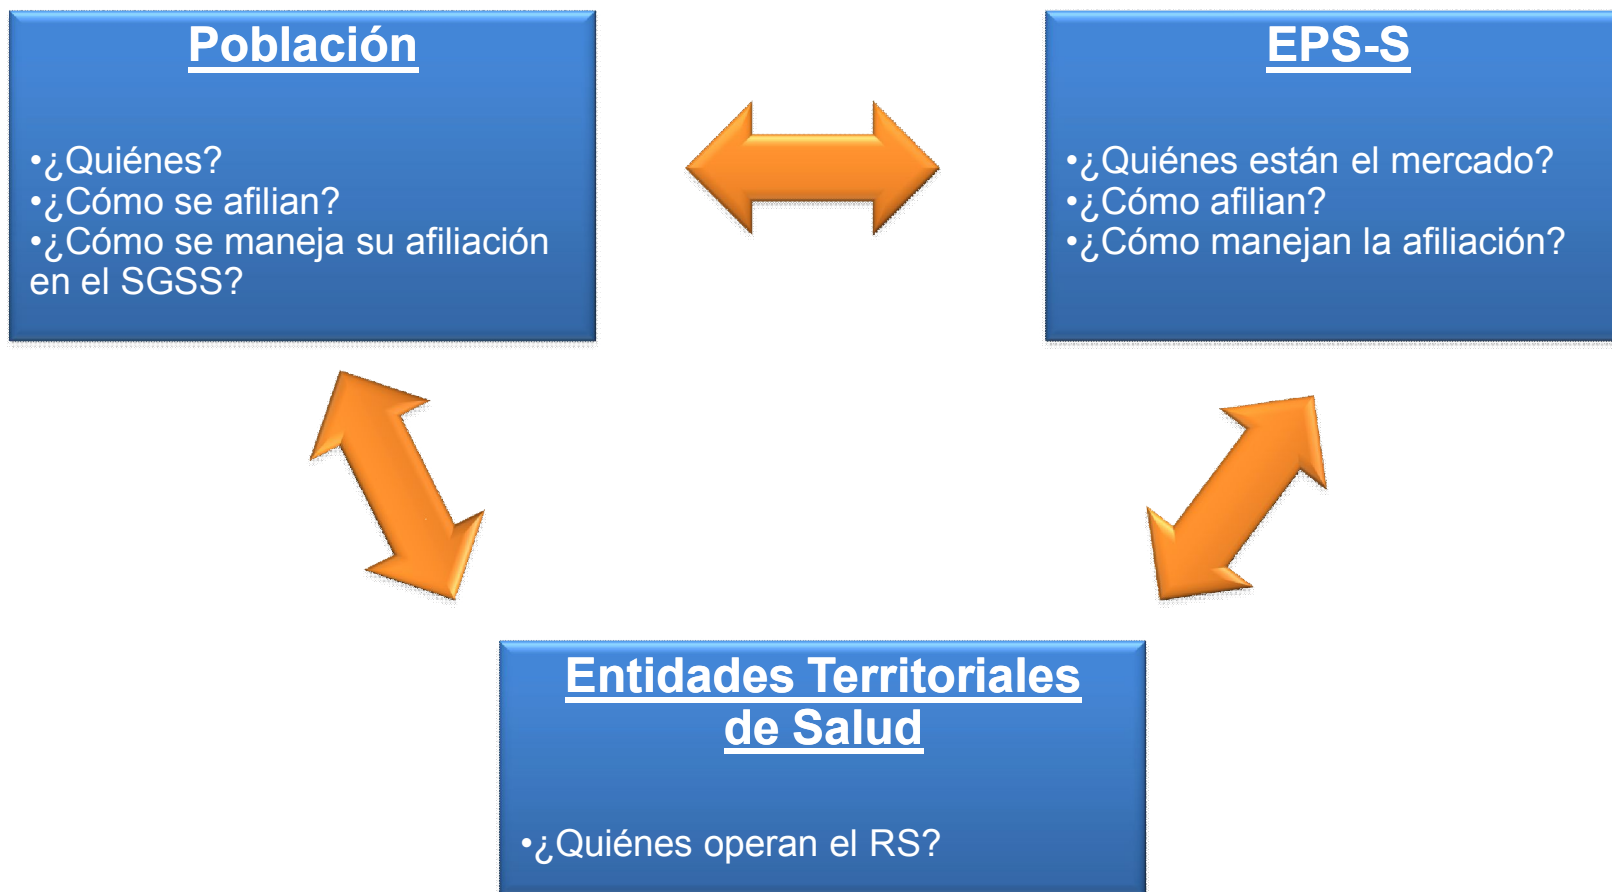 Población
•¿Quiénes?
•¿Cómo se afilian?
•¿Cómo se maneja su afiliación
en el SGSS?
EPS-S
•¿Quiénes están el mercado?
•¿Cómo afilian?
•¿Cómo manejan la afiliación?
Entidades Territoriales
de Salud
•¿Quiénes operan el RS?